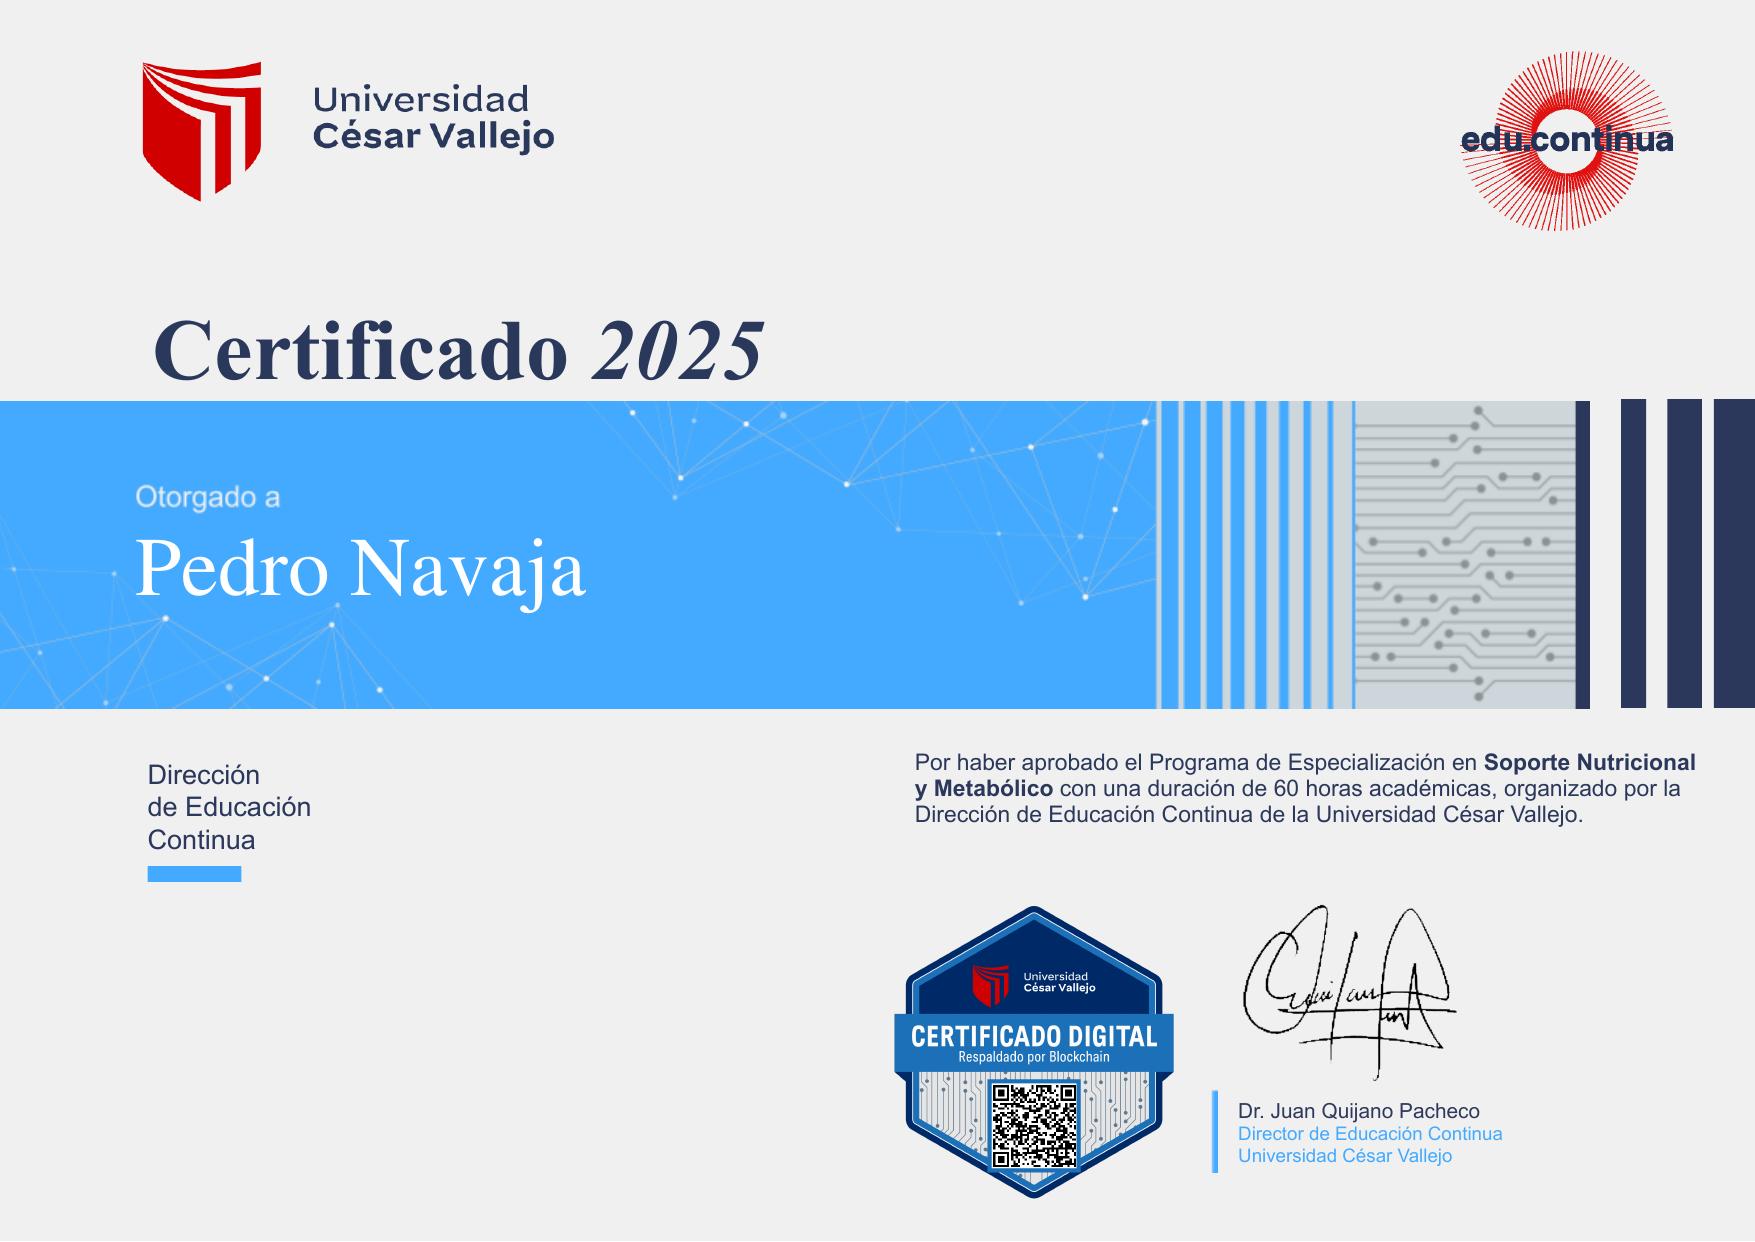 Universidad
César Vallejo
edu.continua
Certificado 2025
Otorgado a
Pedro Navaja
Dirección
de Educación
Continua
Por haber aprobado el Programa de Especialización en Soporte Nutricional
y Metabólico con una duración de 60 horas académicas, organizado por la
Dirección de Educación Continua de la Universidad César Vallejo.
Universidad
César Vallejo
CERTIFICADO DIGITAL
Respaldado por Blockchain
Dr. Juan Quijano Pacheco
Director de Educación Continua
Universidad César Vallejo